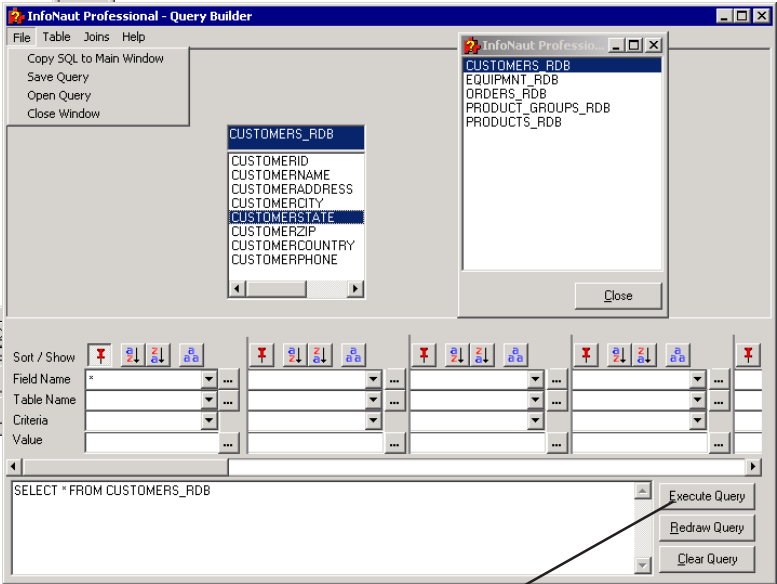 InfoNaut Professional - Query Builder
File Table Joins Help
Copy SQL to Main Window
Save Query
Open Query
Close Window
CUSTOMERS_RDB
CUSTOMERID
CUSTOMERNAME
CUSTOMERADDRESS
CUSTOMERCITY
CUSTOMERSTATE
CUSTOMERZIP
CUSTOMERCOUNTRY
CUSTOMERPHONE
InfoNaut Professio...
CUSTOMERS_RDB
EQUIPMNT_RDB
ORDERS_RDB
PRODUCT_GROUPS_RDB
PRODUCTS_RDB
Close
Sort / Show
Field Name * ... ... ... ...
Table Name ... ... ... ...
Criteria
Value ... ... ... ...
SELECT * FROM CUSTOMERS_RDB
Execute Query
Redraw Query
Clear Query